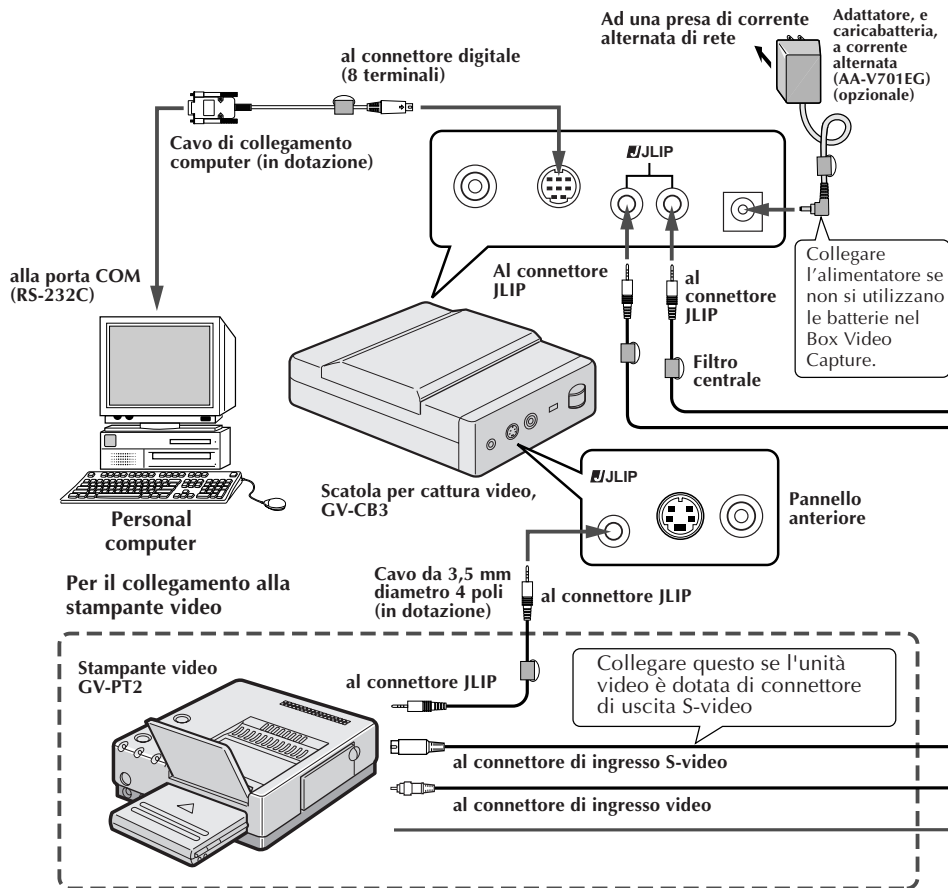 Ad una presa di corrente
alternata di rete
Adattatore, e
caricabatteria,
a corrente
alternata
(AA-V701EG)
(opzionale)
al connettore digitale
(8 terminali)
Cavo di collegamento
computer (in dotazione)
JLIP
alla porta COM
(RS-232C)
Al connettore
JLIP
al
connettore
JLIP
Collegare
l'alimentatore se
non si utilizzano
le batterie nel
Box Video
Capture.
Filtro
centrale
Scatola per cattura video,
GV-CB3
JLIP
Pannello
anteriore
Personal
computer
Per il collegamento alla
stampante video
Cavo da 3,5 mm
diametro 4 poli
(in dotazione)
al connettore JLIP
Stampante video
GV-PT2
al connettore JLIP
Collegare questo se l'unità
video è dotata di connettore
di uscita S-video
al connettore di ingresso S-video
al connettore di ingresso video